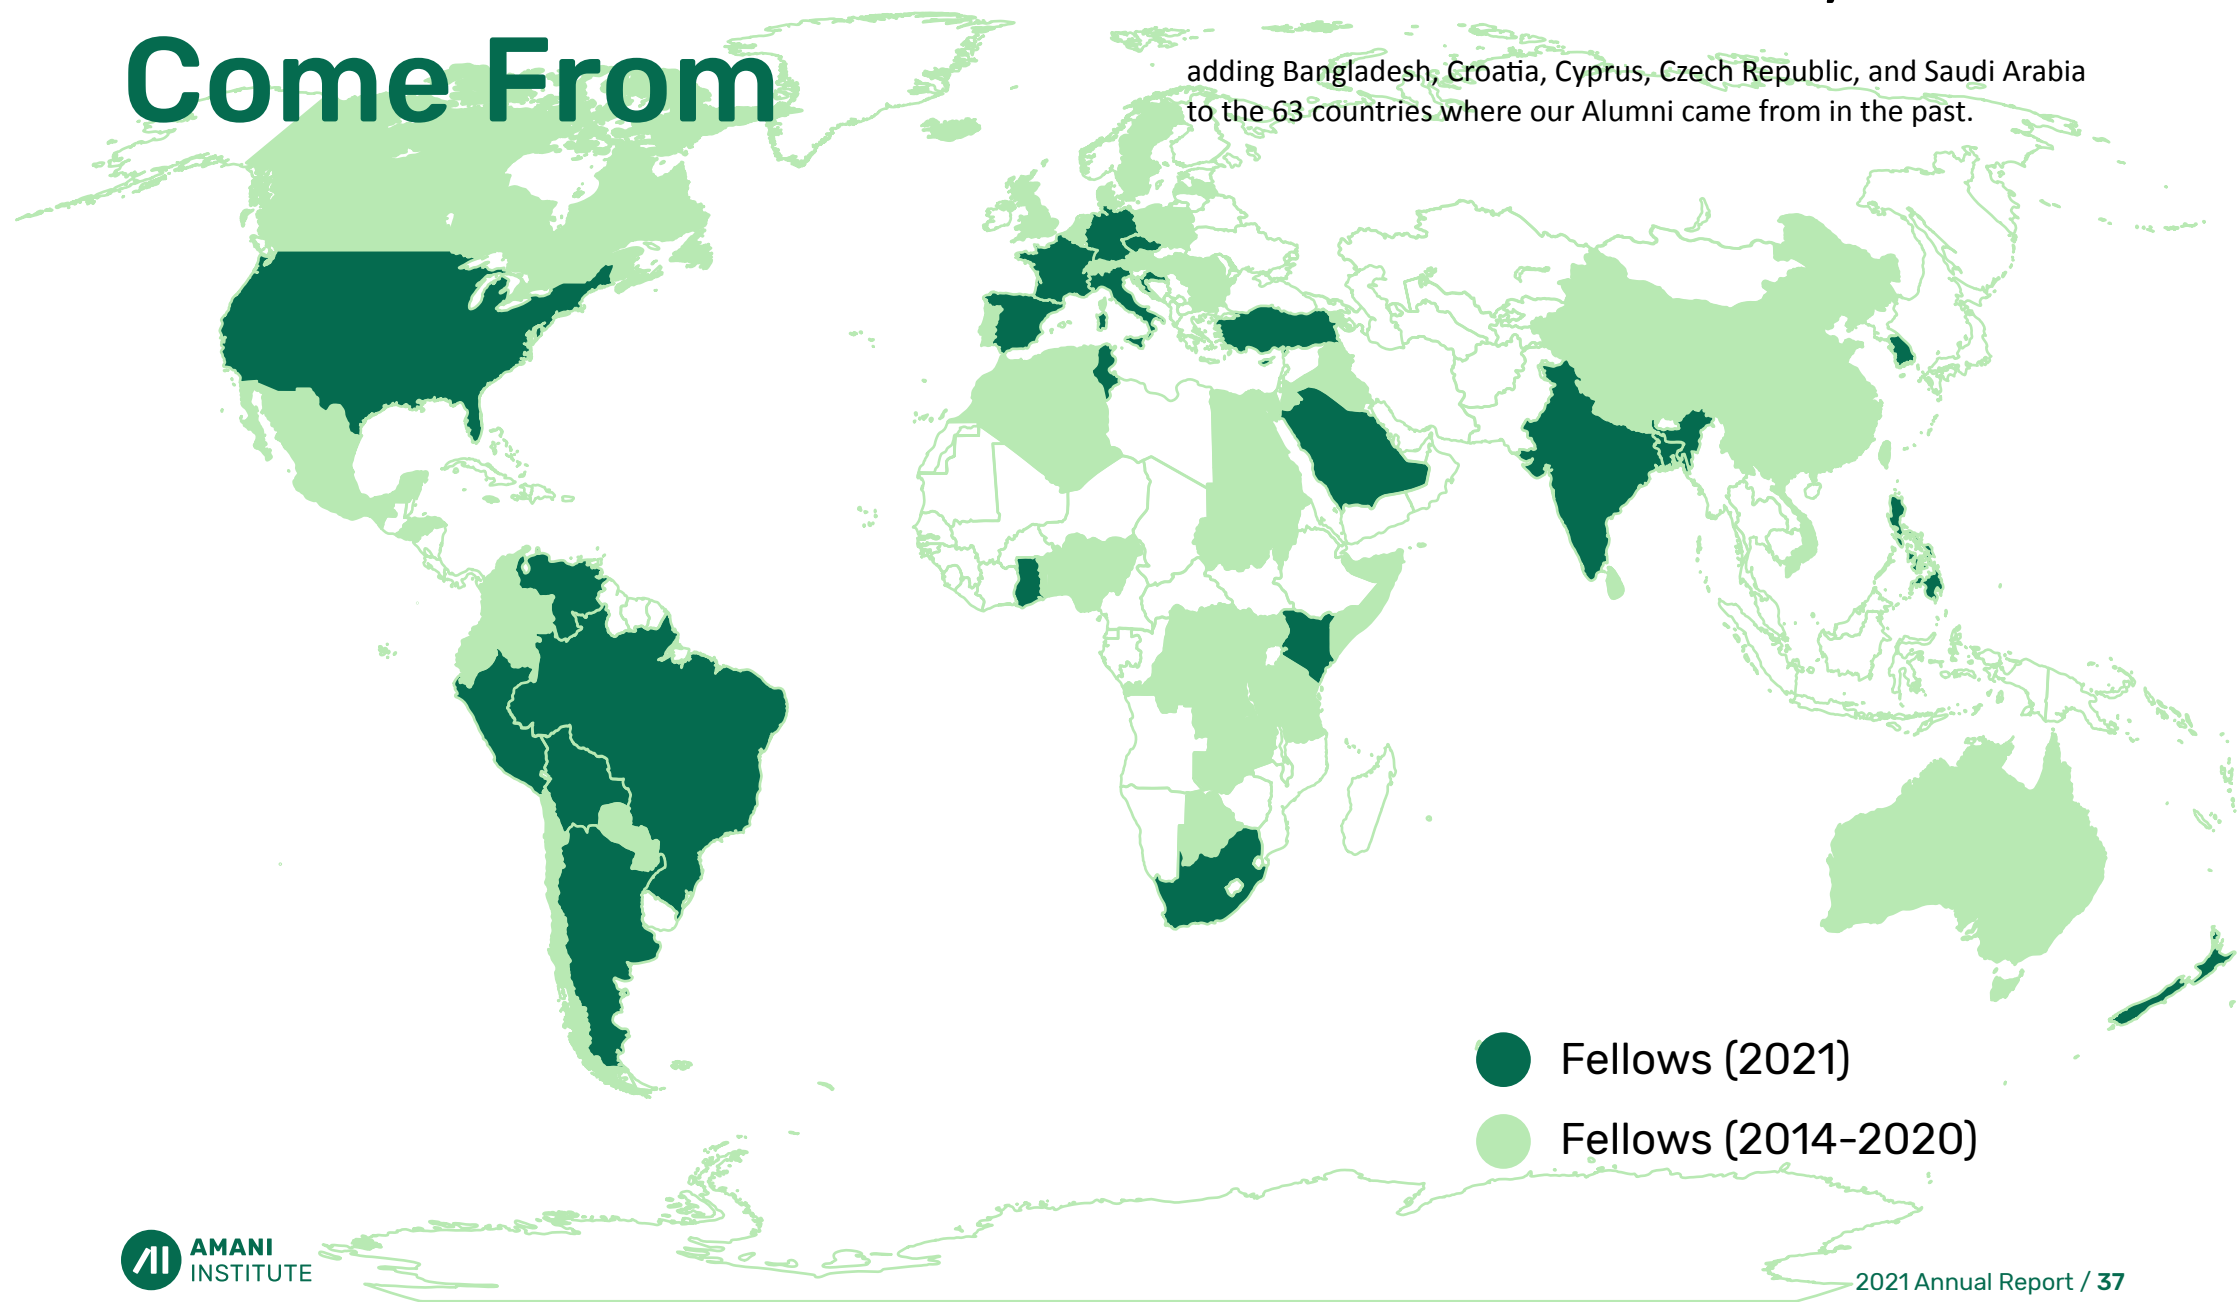 Come From
adding Bangladesh, Croatia, Cyprus, Czech Republic, and Saudi Arabia
to the 63 countries where our Alumni came from in the past.
Fellows (2021)
Fellows (2014-2020)
AMANI
INSTITUTE
2021 Annual Report / 37